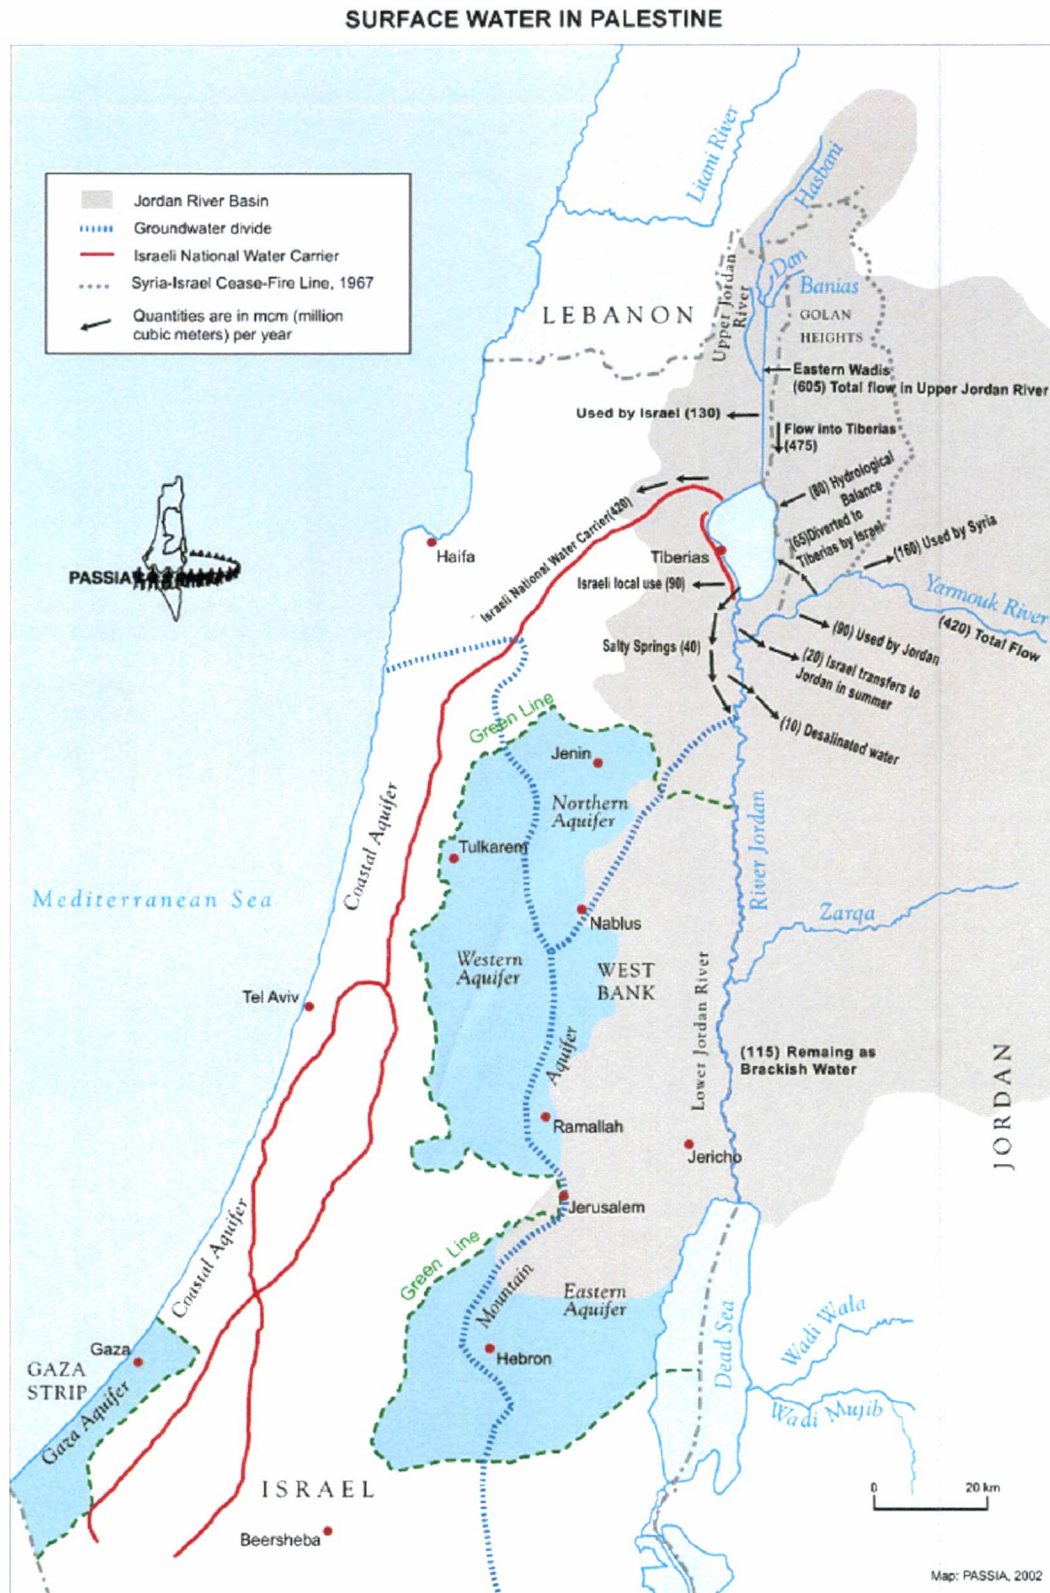 SURFACE WATER IN PALESTINE
Jordan River Basin
Groundwater divide
Israeli National Water Carrier
Syria-Israel Cease-Fire Line, 1967
Quantities are in mcm (million
cubic meters) per year
Litani River
Hasbani
Dan
Banias
Upper Jordan
River
LEBANON
GOLAN
HEIGHTS
Eastern Wadis
(605) Total flow in Upper Jordan River
Used by Israel (130)
Flow into Tiberias
(475)
(80) Hydrological
Balance
(65)Diverted to
Tiberias by Israel
(160) Used by Syria
Israeli National Water Carrier(420)
Haifa
Tiberias
PASSIA
Israeli local use (90)
Yarmouk River
(420) Total Flow
(90) Used by Jordan
Salty Springs (40)
(20) Israel transfers to
Jordan in summer
(10) Desalinated water
Green Line
Jenin
Northern
Aquifer
Coastal Aquifer
Tulkarem
River Jordan
Mediterranean Sea
Zarqa
Nablus
Western
Aquifer
WEST
BANK
Tel Aviv
Lower Jordan River
Aquifer
(115) Remaing as
Brackish Water
JORDAN
Ramallah
Jericho
Jerusalem
Coastal Aquifer
Green Line
Mountain
Eastern
Aquifer
Dead Sea
Wadi Wala
Gaza
GAZA
STRIP
Hebron
Wadi Mujib
Gaza Aquifer
ISRAEL
0 20 km
Beersheba
Map: PASSIA, 2002